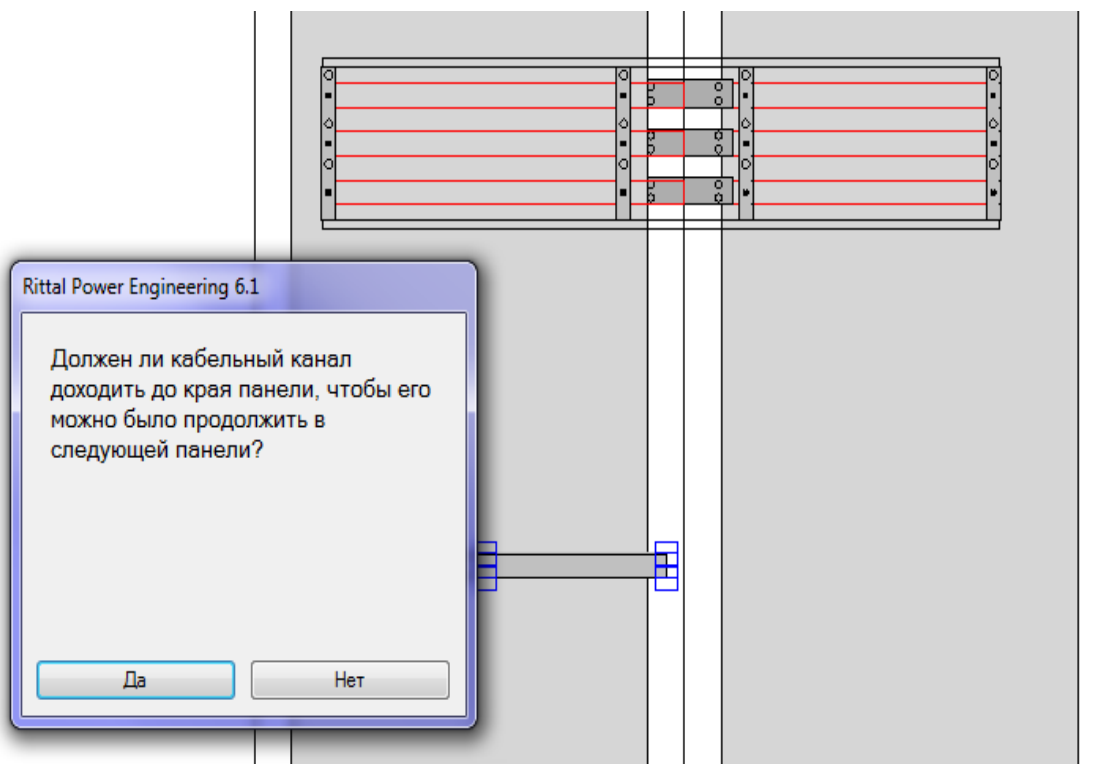 Rittal Power Engineering 6.1
Должен ли кабельный канал
доходить до края панели, чтобы его
можно было продолжить в
следующей панели?
Да
Нет